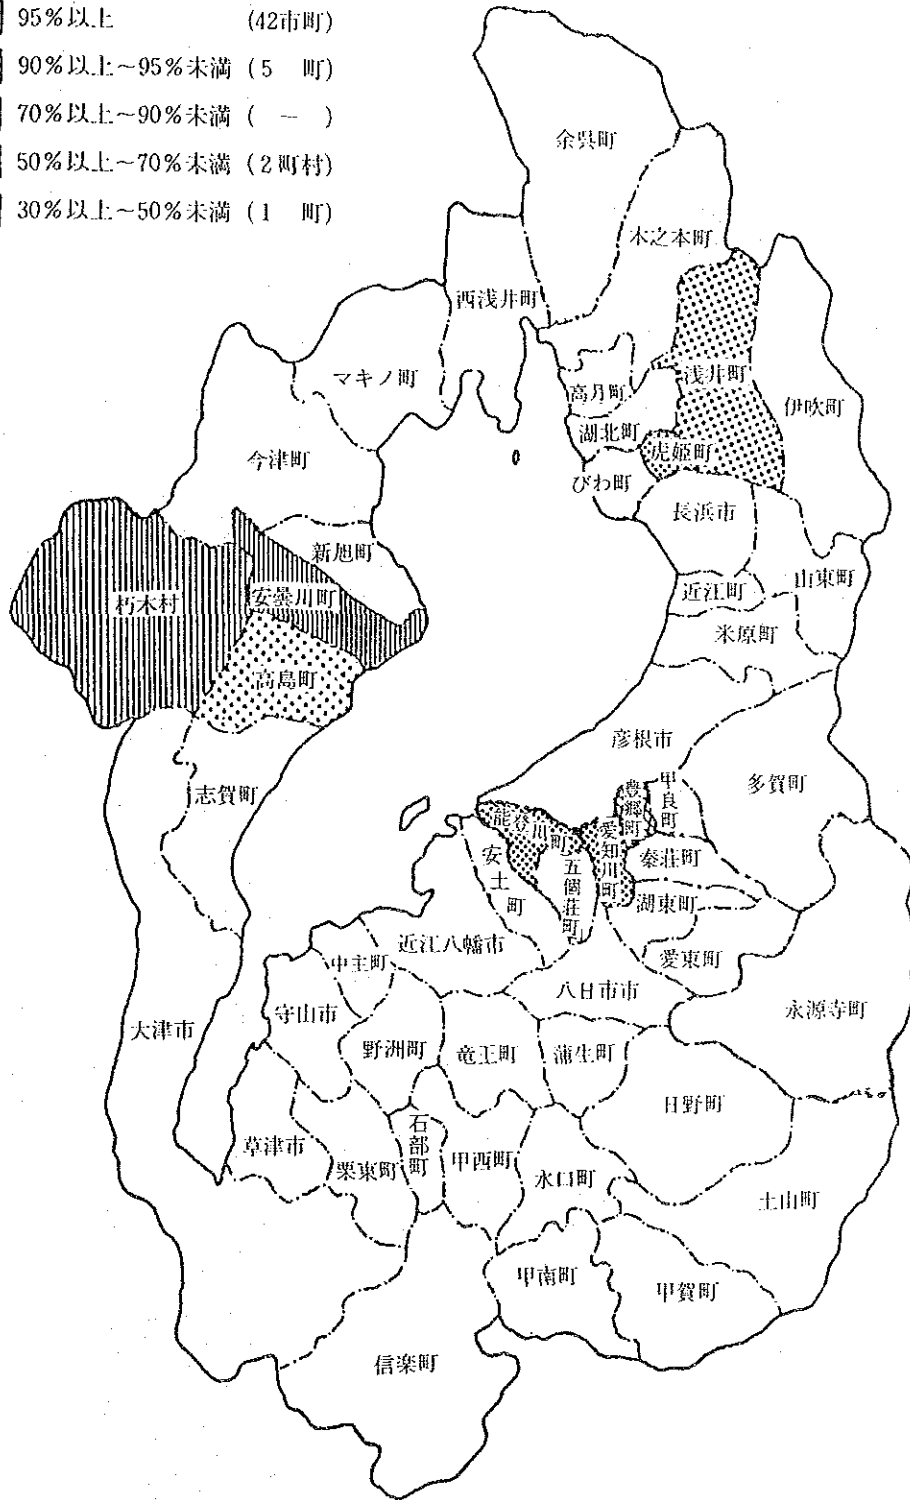 95％以上 (42市町)
90％以上～95％未満 (5 町)
70％以上～90％未満 ( － )
50％以上～70％未満 (2町村)
30％以上～50％未満 (1 町)
余呉町
木之本町
西浅井町
マキノ町
高月町
浅井町
伊吹町
湖北町
虎姫町
今津町
びわ町
長浜市
新旭町
山東町
近江町
安曇川町
朽木村
米原町
高島町
彦根市
多賀町
志賀町
甲良町
豊郷町
能登川町
愛知川町
秦荘町
安土町
五個荘町
湖東町
近江八幡市
愛東町
中主町
八日市市
永源寺町
守山市
大津市
野洲町
竜王町
蒲生町
日野町
草津市
石部町
栗東町
甲西町
水口町
土山町
甲南町
甲賀町
信楽町